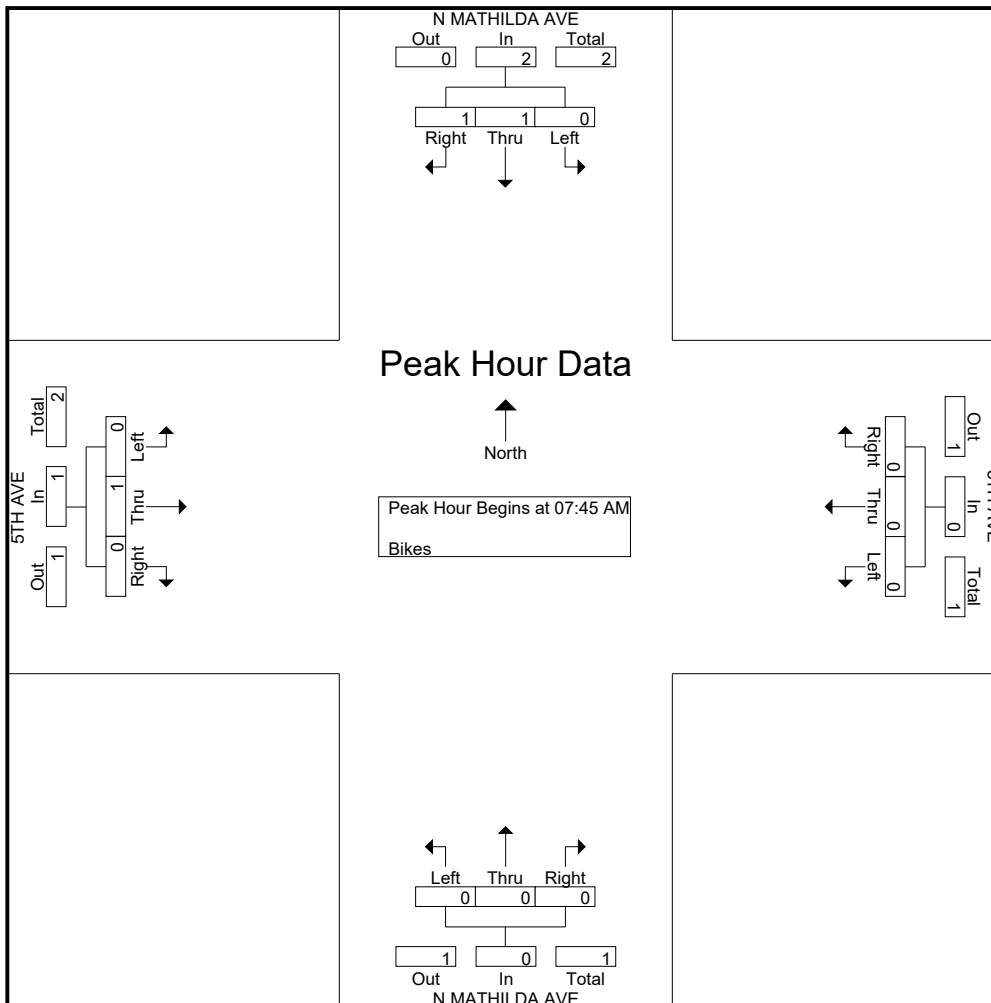 N MATHILDA AVE
Out In Total
0 2 2
1 1 0
Right Thru Left
Peak Hour Data
North
Peak Hour Begins at 07:45 AM
Bikes
5TH AVE
Out In Total
1 1 2
Right Thru Left
0 1 0
Out In Total
1 0 1
Right Thru Left
0 0 0
Left Thru Right
0 0 0
1 0 1
Out In Total
N MATHILDA AVE